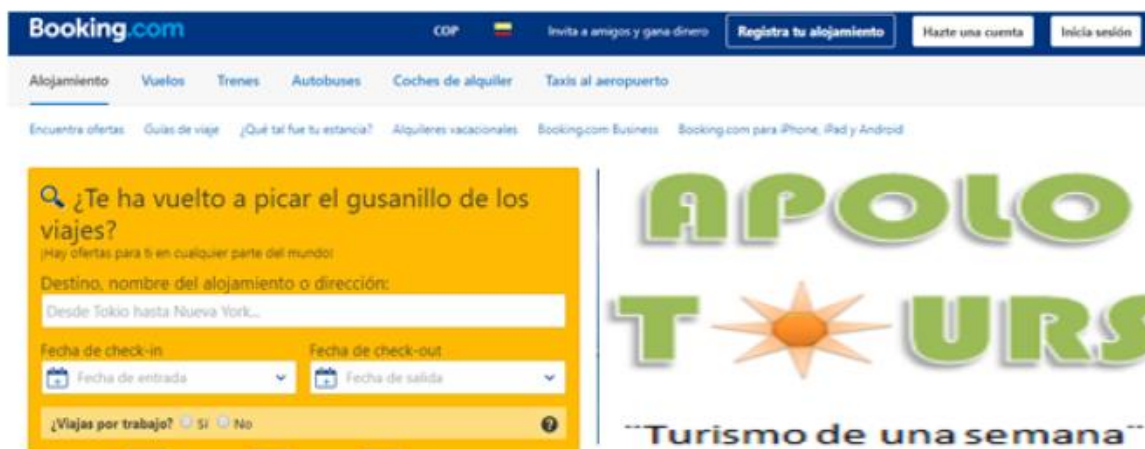 Booking.com COP Invita a amigos y gana dinero Registra tu alojamiento Hazte una cuenta Inicia sesión
Alojamiento Vuelos Trenes Autobuses Coches de alquiler Taxis al aeropuerto
Encuentra ofertas Guías de viaje ¿Qué tal fue tu estancia? Alquileres vacacionales Booking.com Business Booking.com para iPhone, iPad y Android
¿Te ha vuelto a picar el gusanillo de los
viajes?
¡Hay ofertas para ti en cualquier parte del mundo!
Destino, nombre del alojamiento o dirección:
Desde Tokio hasta Nueva York...
Fecha de check-in Fecha de check-out
Fecha de entrada Fecha de salida
¿Viajas por trabajo? Sí No
APOLO
TOURS
¨Turismo de una semana¨